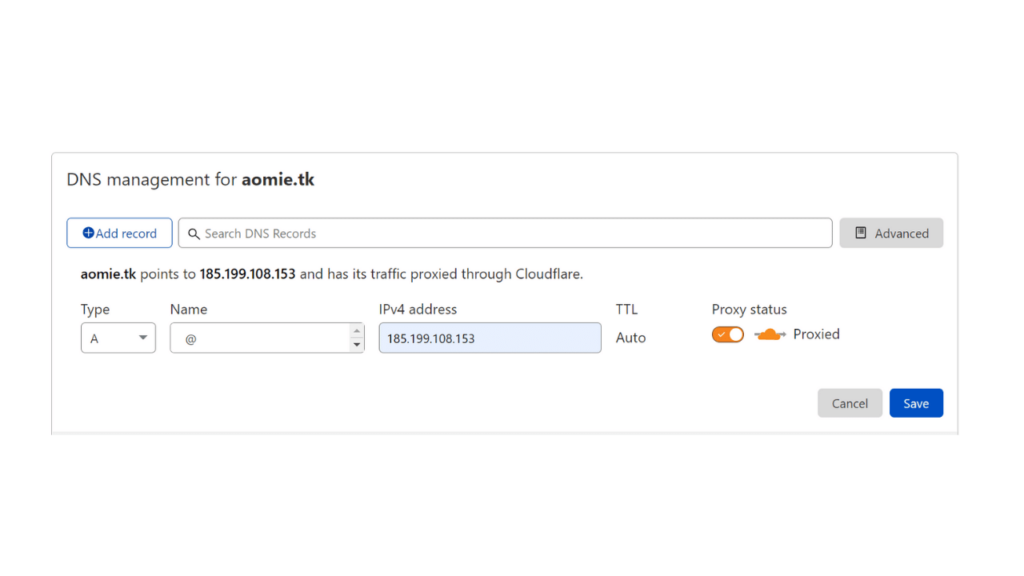 DNS management for aomie.tk
Add record
Search DNS Records
Advanced
aomie.tk points to 185.199.108.153 and has its traffic proxied through Cloudflare.
Type Name IPv4 address TTL Proxy status
A @ 185.199.108.153 Auto Proxied
Cancel Save